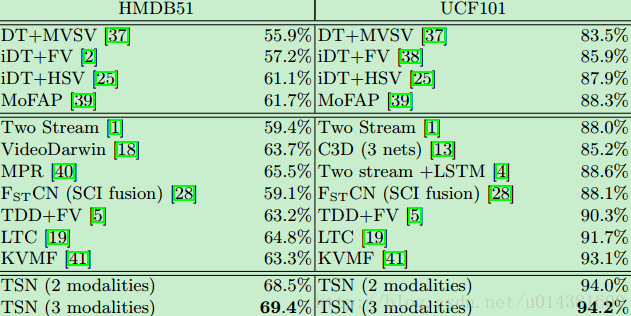 HMDB51 UCF101
DT+MVSV [37] 55.9% DT+MVSV [37] 83.5%
iDT+FV [2] 57.2% iDT+FV [38] 85.9%
iDT+HSV [25] 61.1% iDT+HSV [25] 87.9%
MoFAP [39] 61.7% MoFAP [39] 88.3%
Two Stream [1] 59.4% Two Stream [1] 88.0%
VideoDarwin [18] 63.7% C3D (3 nets) [13] 85.2%
MPR [40] 65.5% Two stream +LSTM [4] 88.6%
FSTCN (SCI fusion) [28] 59.1% FSTCN (SCI fusion) [28] 88.1%
TDD+FV [5] 63.2% TDD+FV [5] 90.3%
LTC [19] 64.8% LTC [19] 91.7%
KVMF [41] 63.3% KVMF [41] 93.1%
TSN (2 modalities) 68.5% TSN (2 modalities) 94.0%
TSN (3 modalities) 69.4% TSN (3 modalities) 94.2%